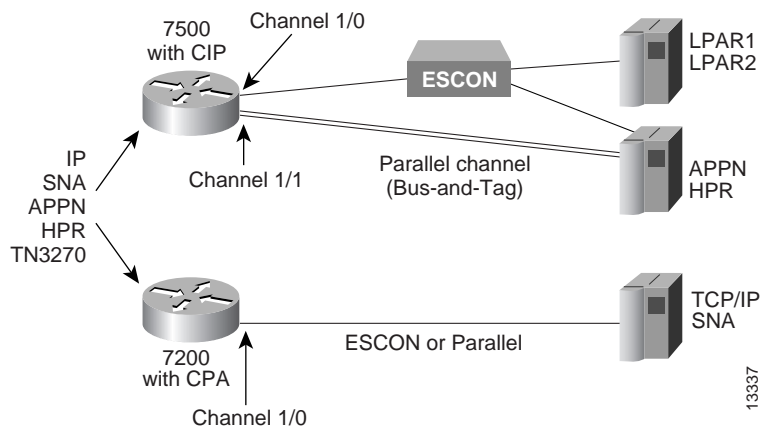 7500
with CIP
Channel 1/0
ESCON
LPAR1
LPAR2
Channel 1/1
Parallel channel
(Bus-and-Tag)
APPN
HPR
IP
SNA
APPN
HPR
TN3270
7200
with CPA
ESCON or Parallel
TCP/IP
SNA
Channel 1/0
13337